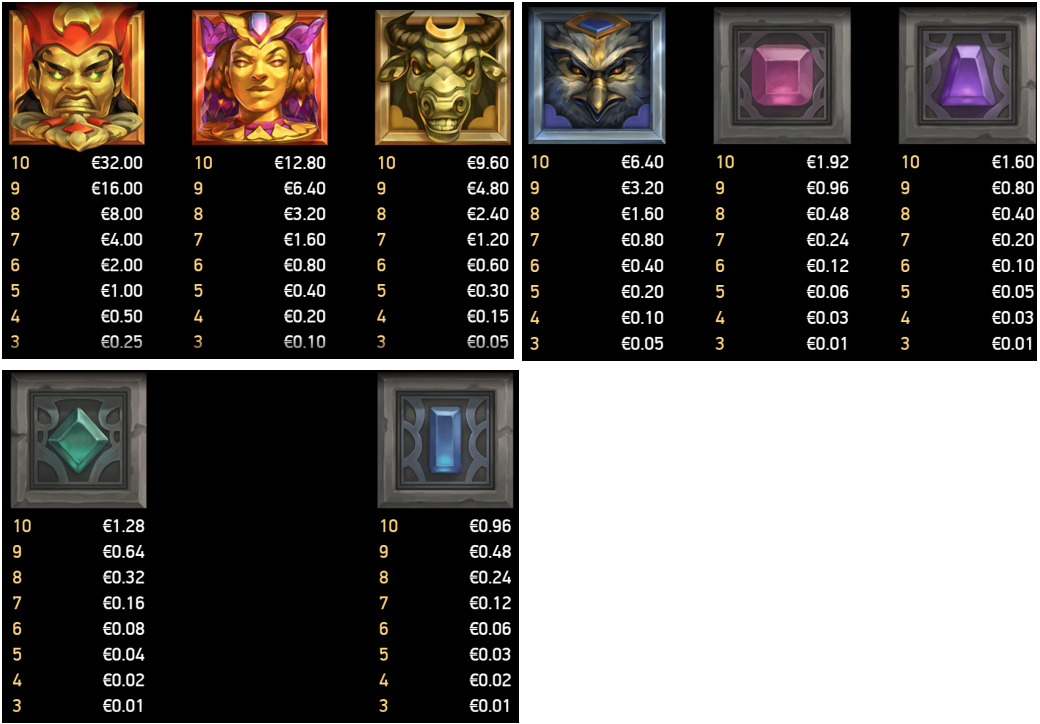 10 €32.00 10 €12.80 10 €9.60
9 €16.00 9 €6.40 9 €4.80
8 €8.00 8 €3.20 8 €2.40
7 €4.00 7 €1.60 7 €1.20
6 €2.00 6 €0.80 6 €0.60
5 €1.00 5 €0.40 5 €0.30
4 €0.50 4 €0.20 4 €0.15
3 €0.25 3 €0.10 3 €0.05
10 €6.40 10 €1.92 10 €1.60
9 €3.20 9 €0.96 9 €0.80
8 €1.60 8 €0.48 8 €0.40
7 €0.80 7 €0.24 7 €0.20
6 €0.40 6 €0.12 6 €0.10
5 €0.20 5 €0.06 5 €0.05
4 €0.10 4 €0.03 4 €0.03
3 €0.05 3 €0.01 3 €0.01
10 €1.28 10 €0.96
9 €0.64 9 €0.48
8 €0.32 8 €0.24
7 €0.16 7 €0.12
6 €0.08 6 €0.06
5 €0.04 5 €0.03
4 €0.02 4 €0.02
3 €0.01 3 €0.01